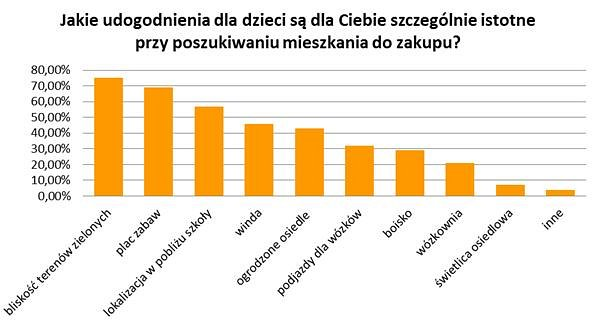 Jakie udogodnienia dla dzieci są dla Ciebie szczególnie istotne
przy poszukiwaniu mieszkania do zakupu?
80,00%
70,00%
60,00%
50,00%
40,00%
30,00%
20,00%
10,00%
0,00%
bliskość terenów zielonych
plac zabaw
lokalizacja w pobliżu szkoły
winda
ogrodzone osiedle
podjazdy dla wózków
boisko
wózkownia
świetlica osiedlowa
inne